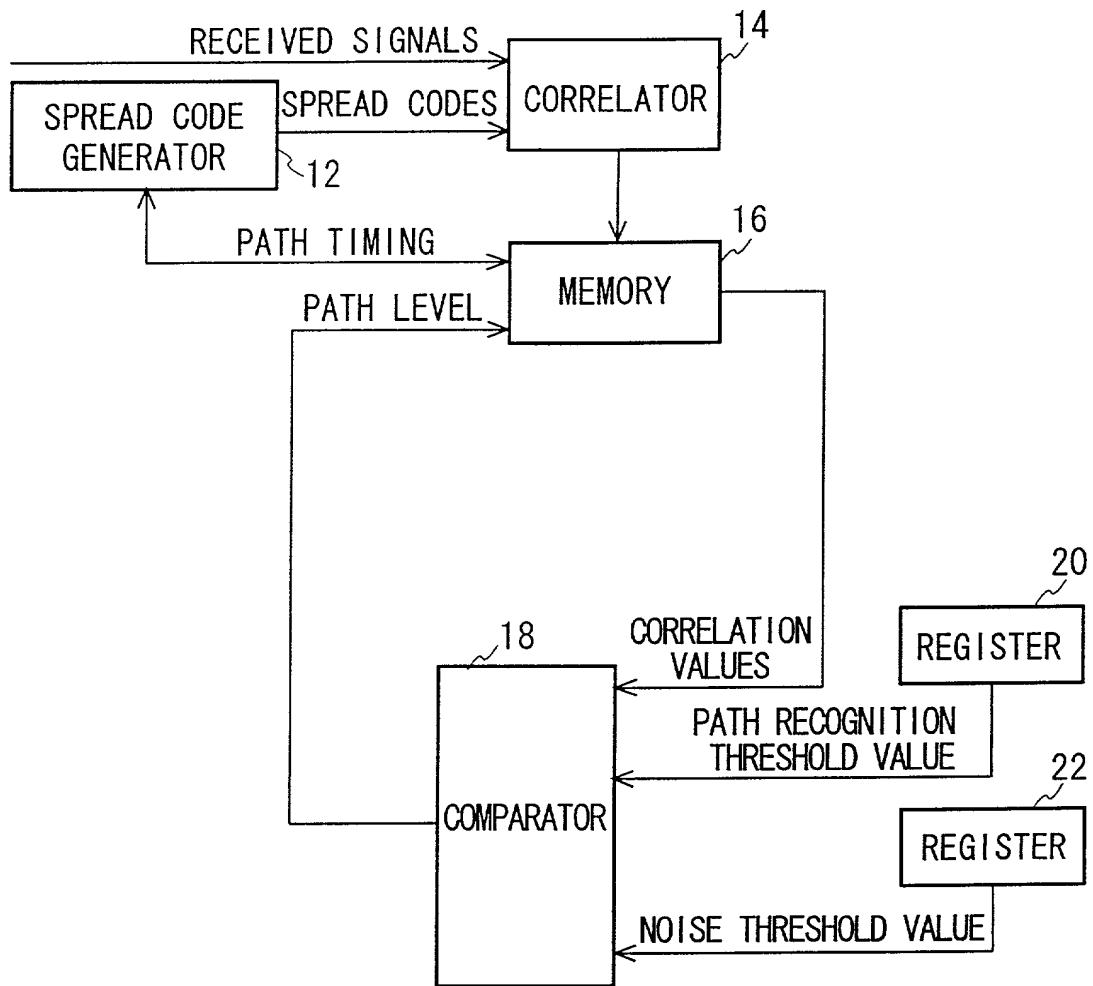 14
RECEIVED SIGNALS
CORRELATOR
SPREAD CODES
SPREAD CODE
GENERATOR
12
16
PATH TIMING
MEMORY
PATH LEVEL
20
18
CORRELATION
VALUES
REGISTER
PATH RECOGNITION
THRESHOLD VALUE
22
COMPARATOR
REGISTER
NOISE THRESHOLD VALUE